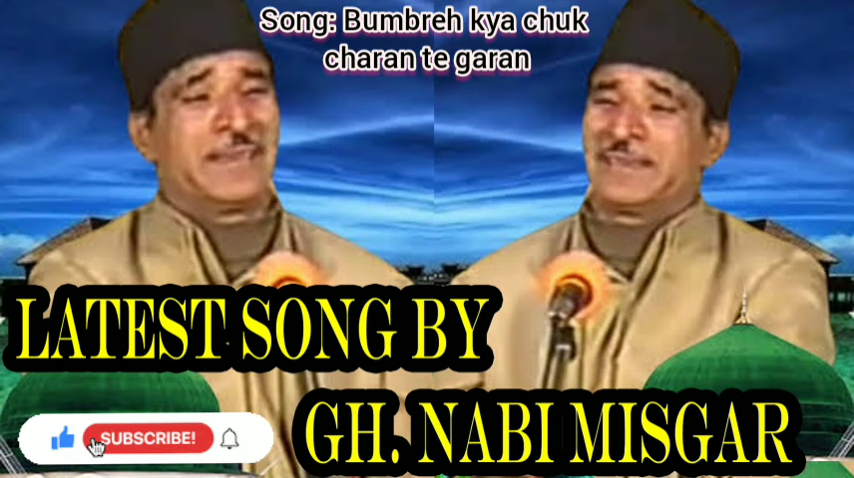 Song: Bumbreh kya chuk
charan te garan
LATEST SONG BY
GH. NABI MISGAR
SUBSCRIBE!